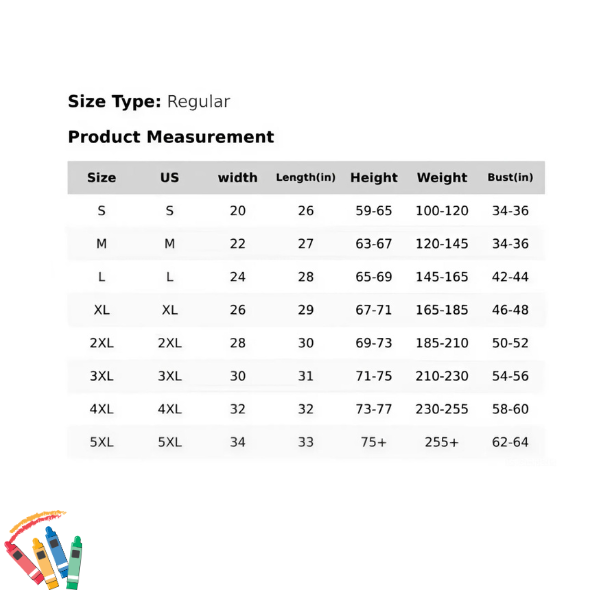 Size Type: Regular
Product Measurement
Size US width Length(in) Height Weight Bust(in)
S S 20 26 59-65 100-120 34-36
M M 22 27 63-67 120-145 34-36
L L 24 28 65-69 145-165 42-44
XL XL 26 29 67-71 165-185 46-48
2XL 2XL 28 30 69-73 185-210 50-52
3XL 3XL 30 31 71-75 210-230 54-56
4XL 4XL 32 32 73-77 230-255 58-60
5XL 5XL 34 33 75+ 255+ 62-64